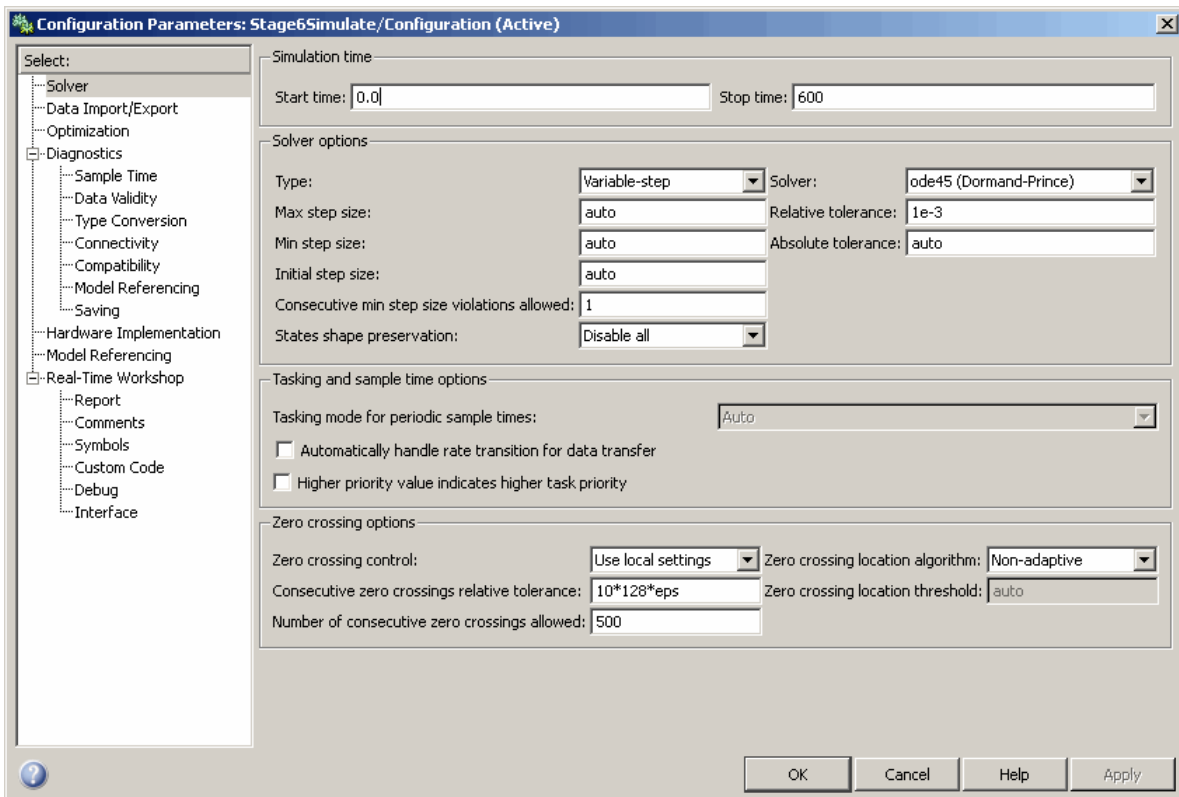 Configuration Parameters: Stage6Simulate/Configuration (Active)
Select:
Solver
Data Import/Export
Optimization
Diagnostics
Sample Time
Data Validity
Type Conversion
Connectivity
Compatibility
Model Referencing
Saving
Hardware Implementation
Model Referencing
Real-Time Workshop
Report
Comments
Symbols
Custom Code
Debug
Interface
Simulation time
Start time: 0.0 Stop time: 600
Solver options
Type: Variable-step Solver: ode45 (Dormand-Prince)
Max step size: auto Relative tolerance: 1e-3
Min step size: auto Absolute tolerance: auto
Initial step size: auto
Consecutive min step size violations allowed: 1
States shape preservation: Disable all
Tasking and sample time options
Tasking mode for periodic sample times: Auto
Automatically handle rate transition for data transfer
Higher priority value indicates higher task priority
Zero crossing options
Zero crossing control: Use local settings Zero crossing location algorithm: Non-adaptive
Consecutive zero crossings relative tolerance: 10*128*eps Zero crossing location threshold: auto
Number of consecutive zero crossings allowed: 500
OK Cancel Help Apply